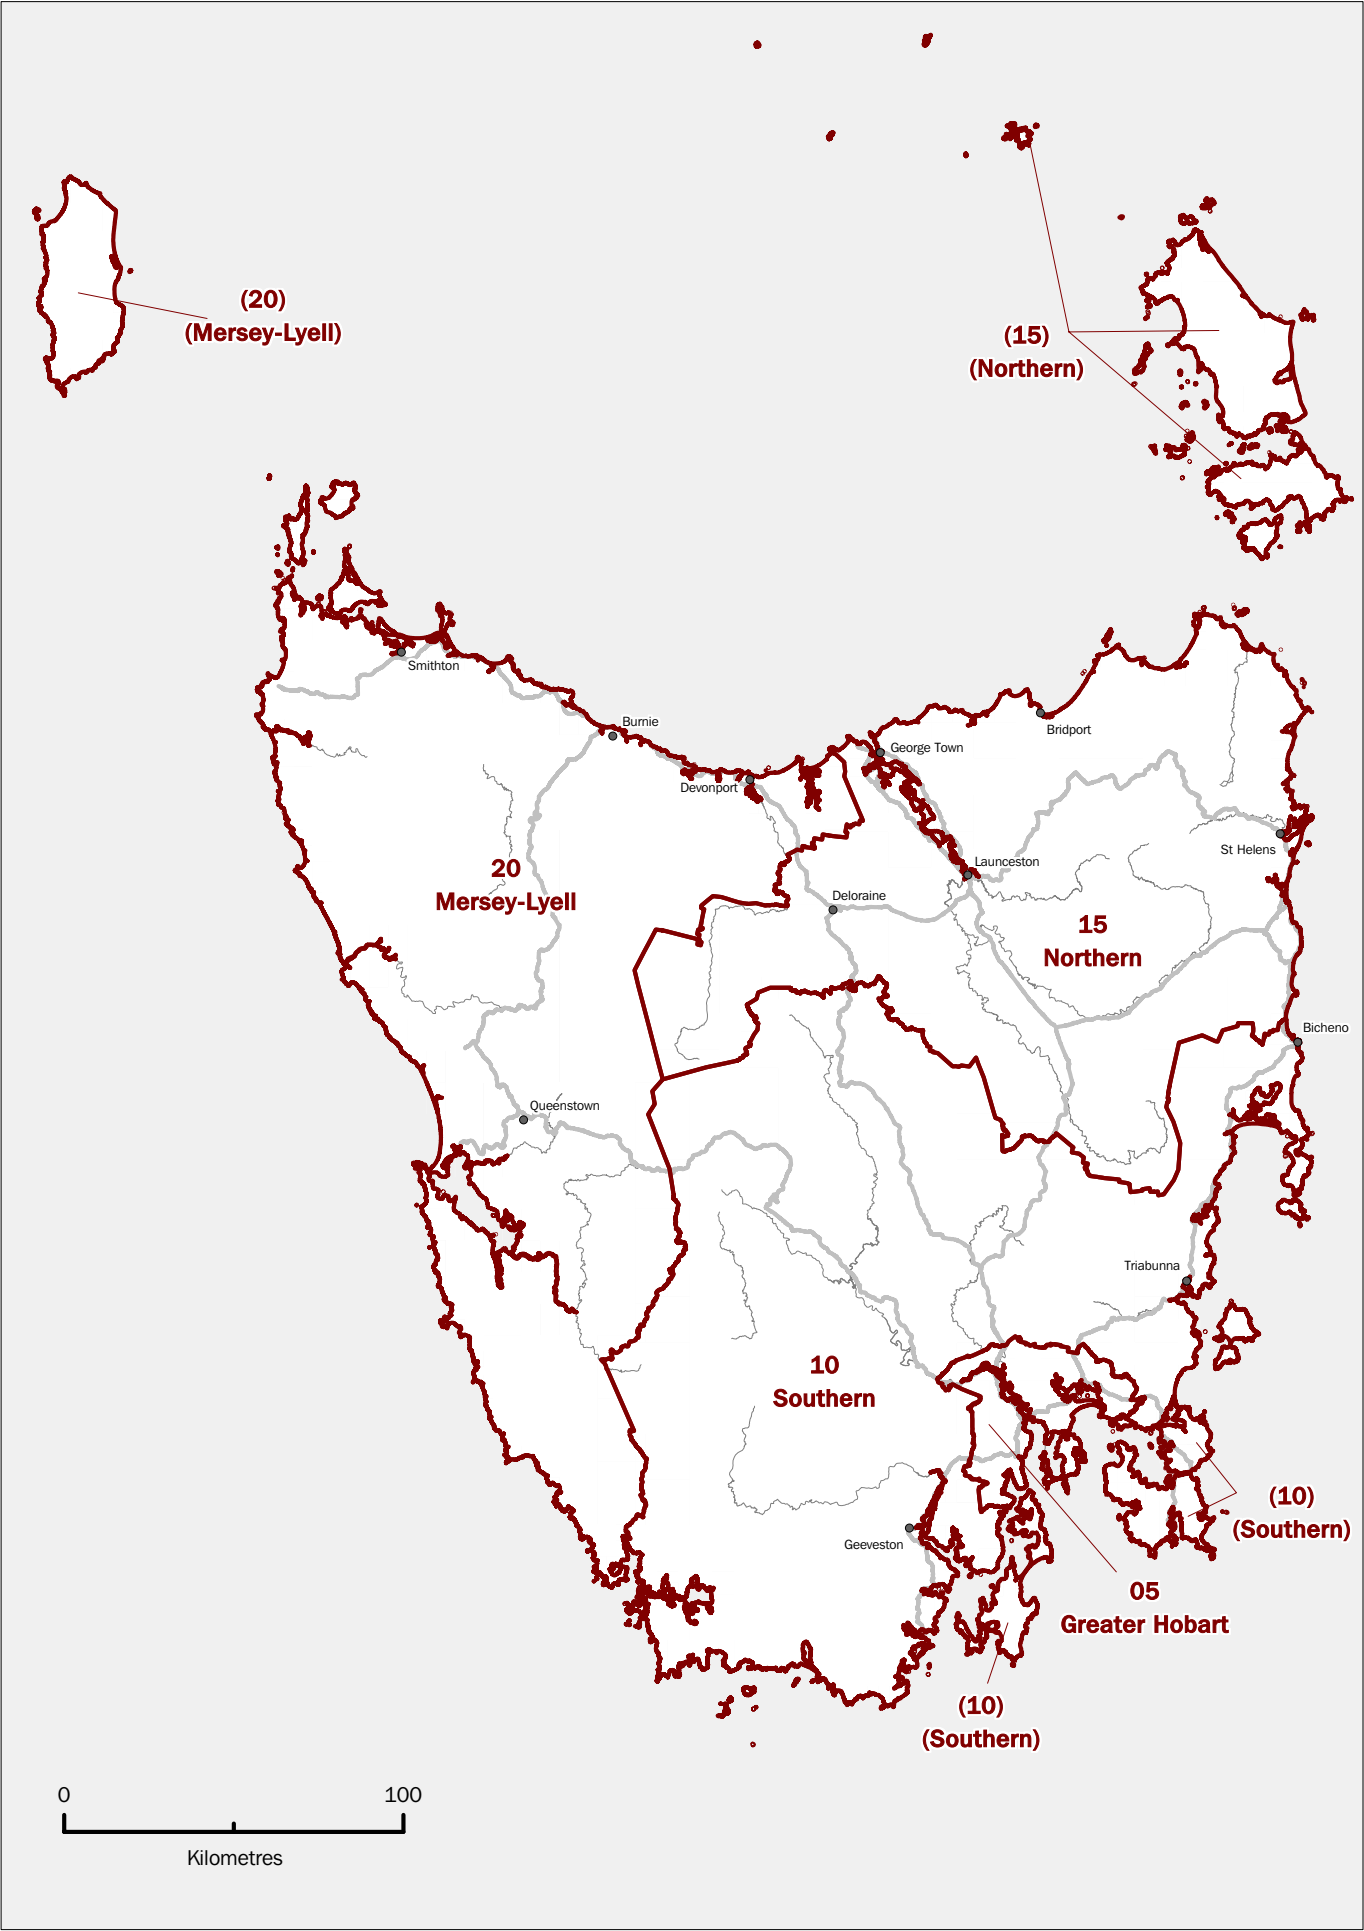 (20)
(Mersey-Lyell)
(15)
(Northern)
Smithton
Burnie
Bridport
George Town
Devonport
St Helens
Launceston
20
Mersey-Lyell
Deloraine
15
Northern
Bicheno
Queenstown
Triabunna
10
Southern
(10)
(Southern)
Geeveston
05
Greater Hobart
(10)
(Southern)
0 100
Kilometres